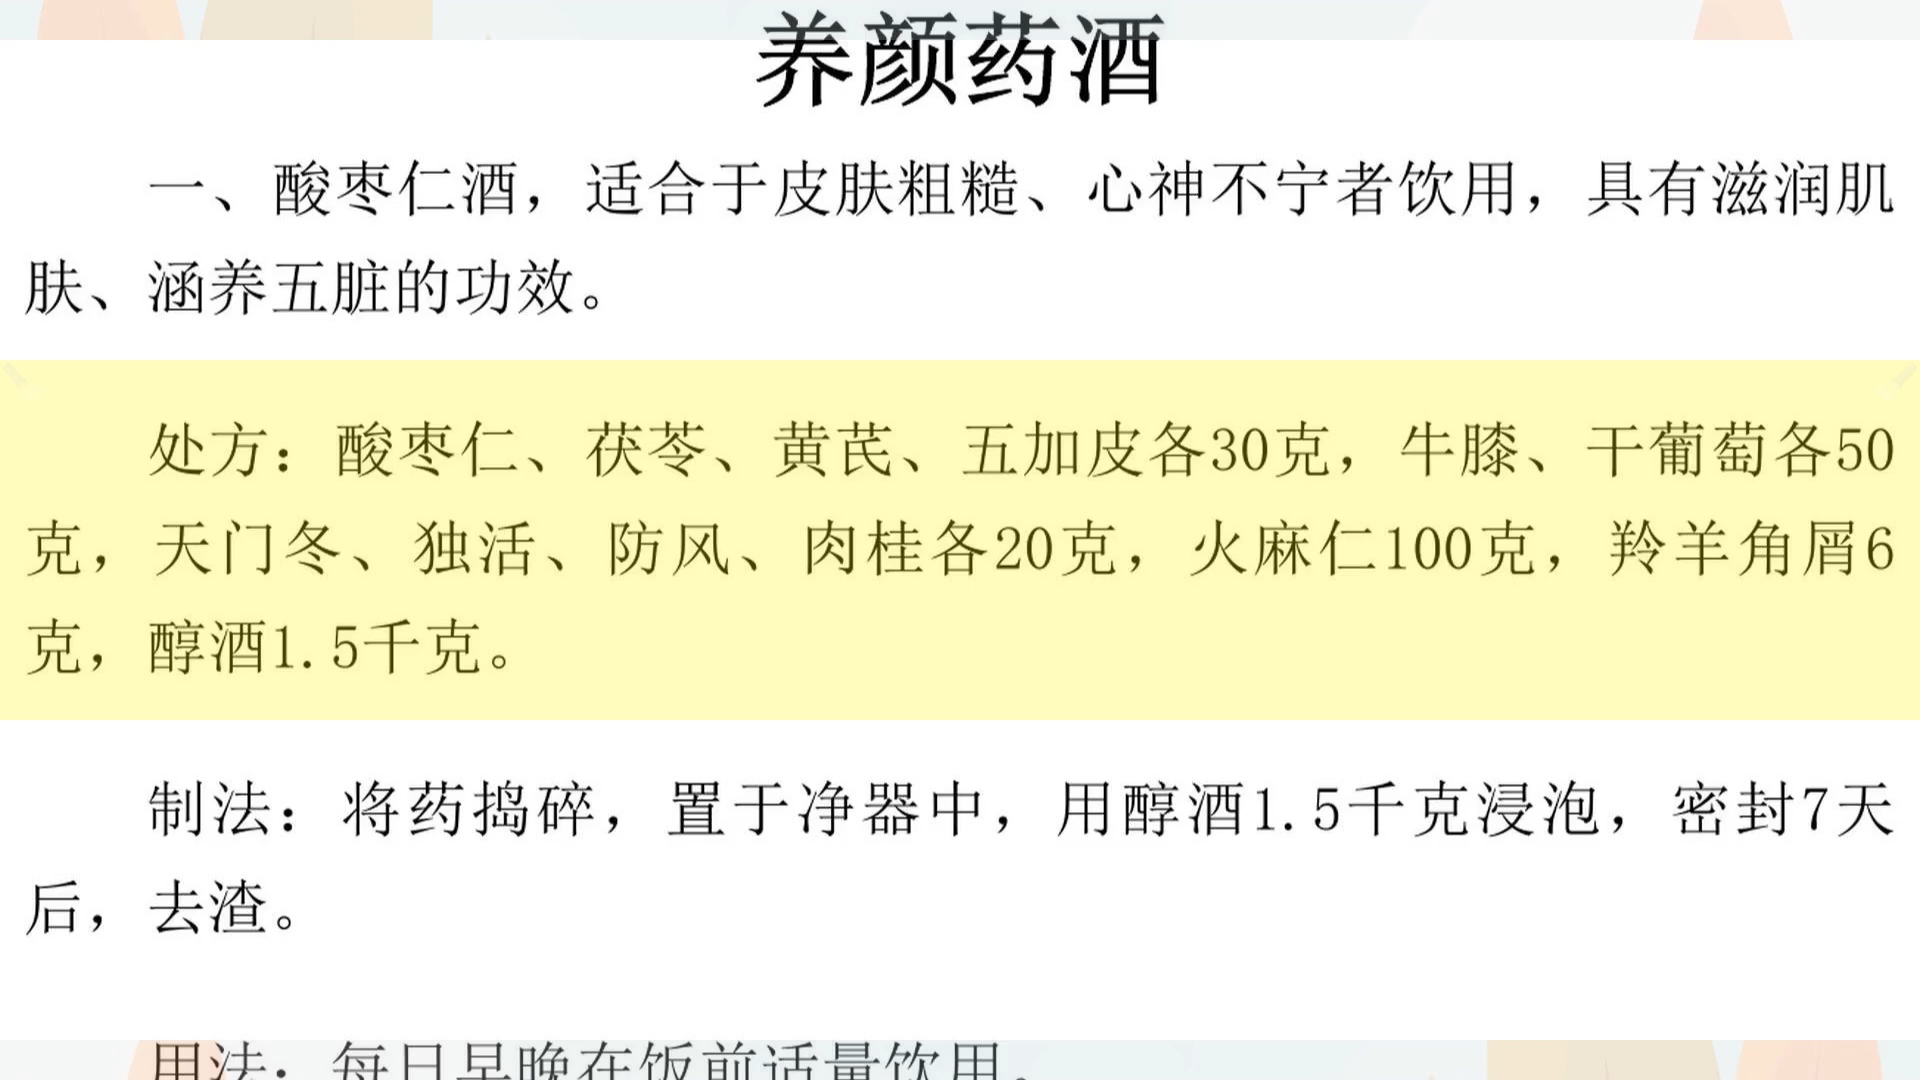 养颜药酒
一、酸枣仁酒，适合于皮肤粗糙、心神不宁者饮用，具有滋润肌
肤、涵养五脏的功效。
处方：酸枣仁、茯苓、黄芪、五加皮各30克，牛膝、干葡萄各50
克，天门冬、独活、防风、肉桂各20克，火麻仁100克，羚羊角屑6
克，醇酒1.5千克。
制法：将药捣碎，置于净器中，用醇酒1.5千克浸泡，密封7天
后，去渣。
用法：每日早晚在饭前适量饮用。